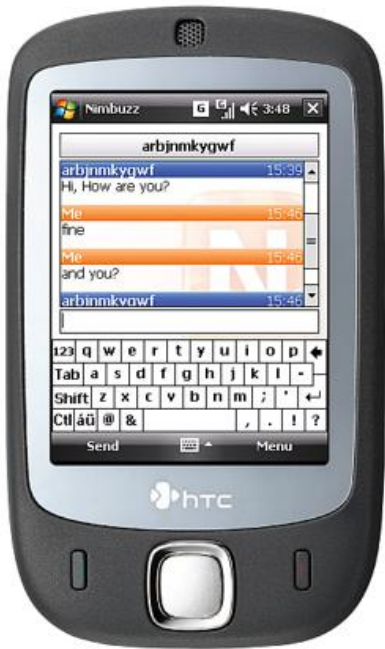 Nimbuzz G 3:48 X
arbjnmkygwf
arbjnmkygwf 15:39
Hi, How are you?
Me 15:46
fine
Me 15:46
and you?
arbjnmkygwf 15:46
123 q w e r t y u i o p
Tab a s d f g h j k l -
Shift z x c v b n m ; '
Ctl áü @ & , . ! ?
Send Menu
hTC